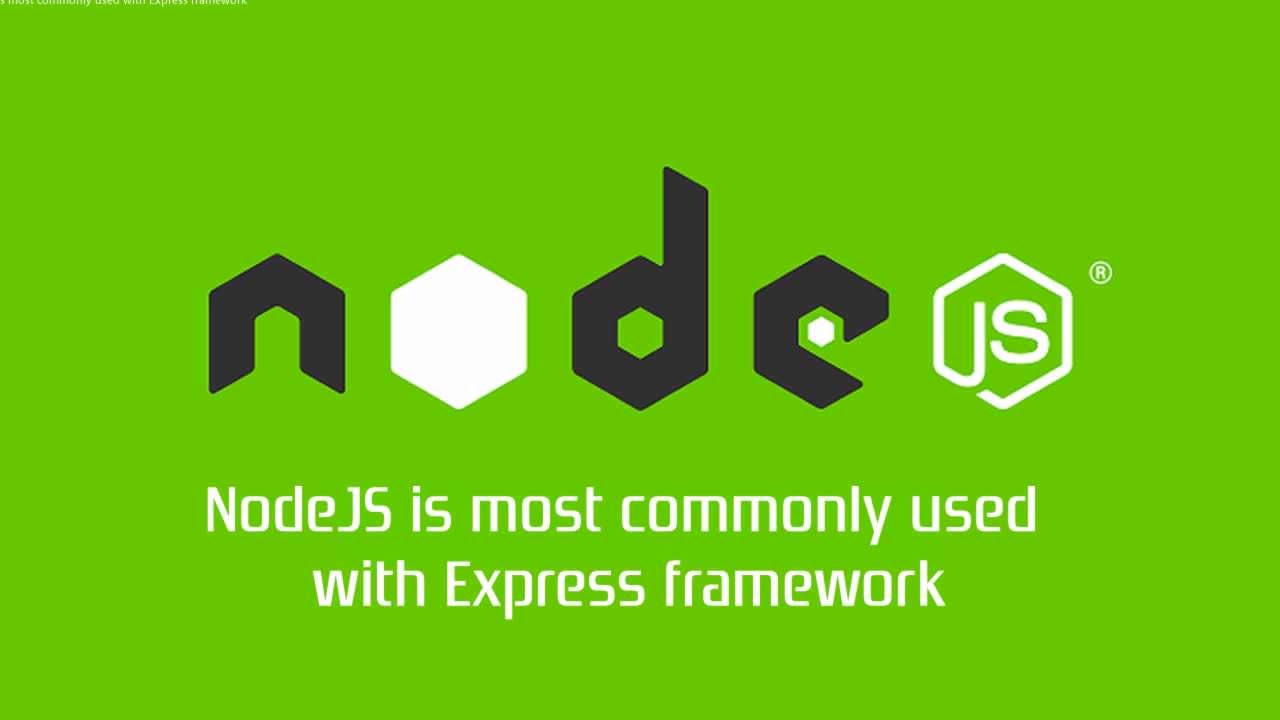 s most commonly used with Express framework
node JS ®
NodeJS is most commonly used
with Express framework